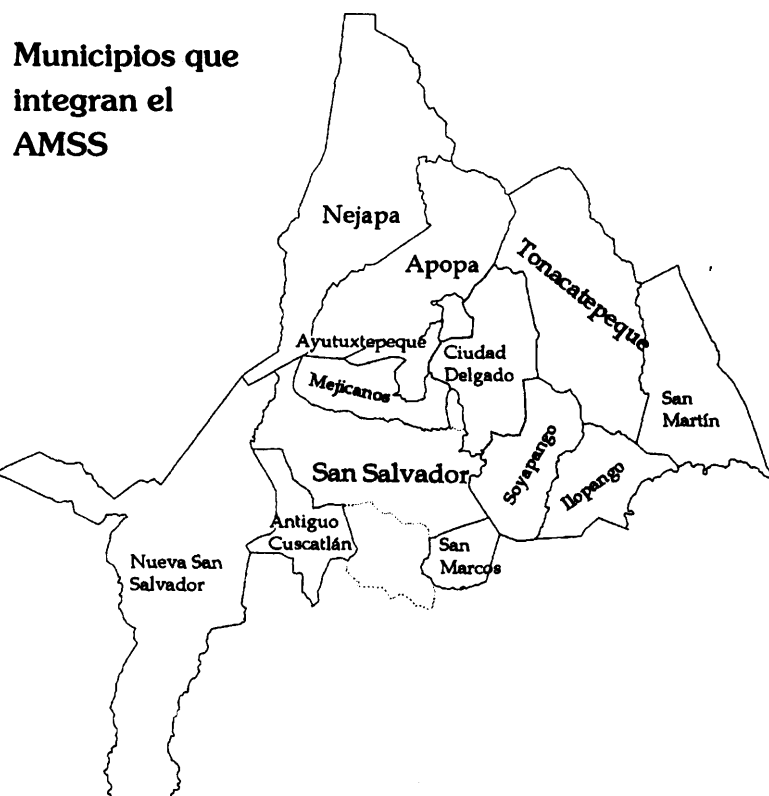 Municipios que
integran el
AMSS
Nejapa
Apopa
Tonacatepeque
Ayutuxtepeque
Ciudad
Delgado
Mejicanos
San
Martín
San Salvador
Soyapango
Ilopango
Antiguo
Cuscatlán
San
Marcos
Nueva San
Salvador